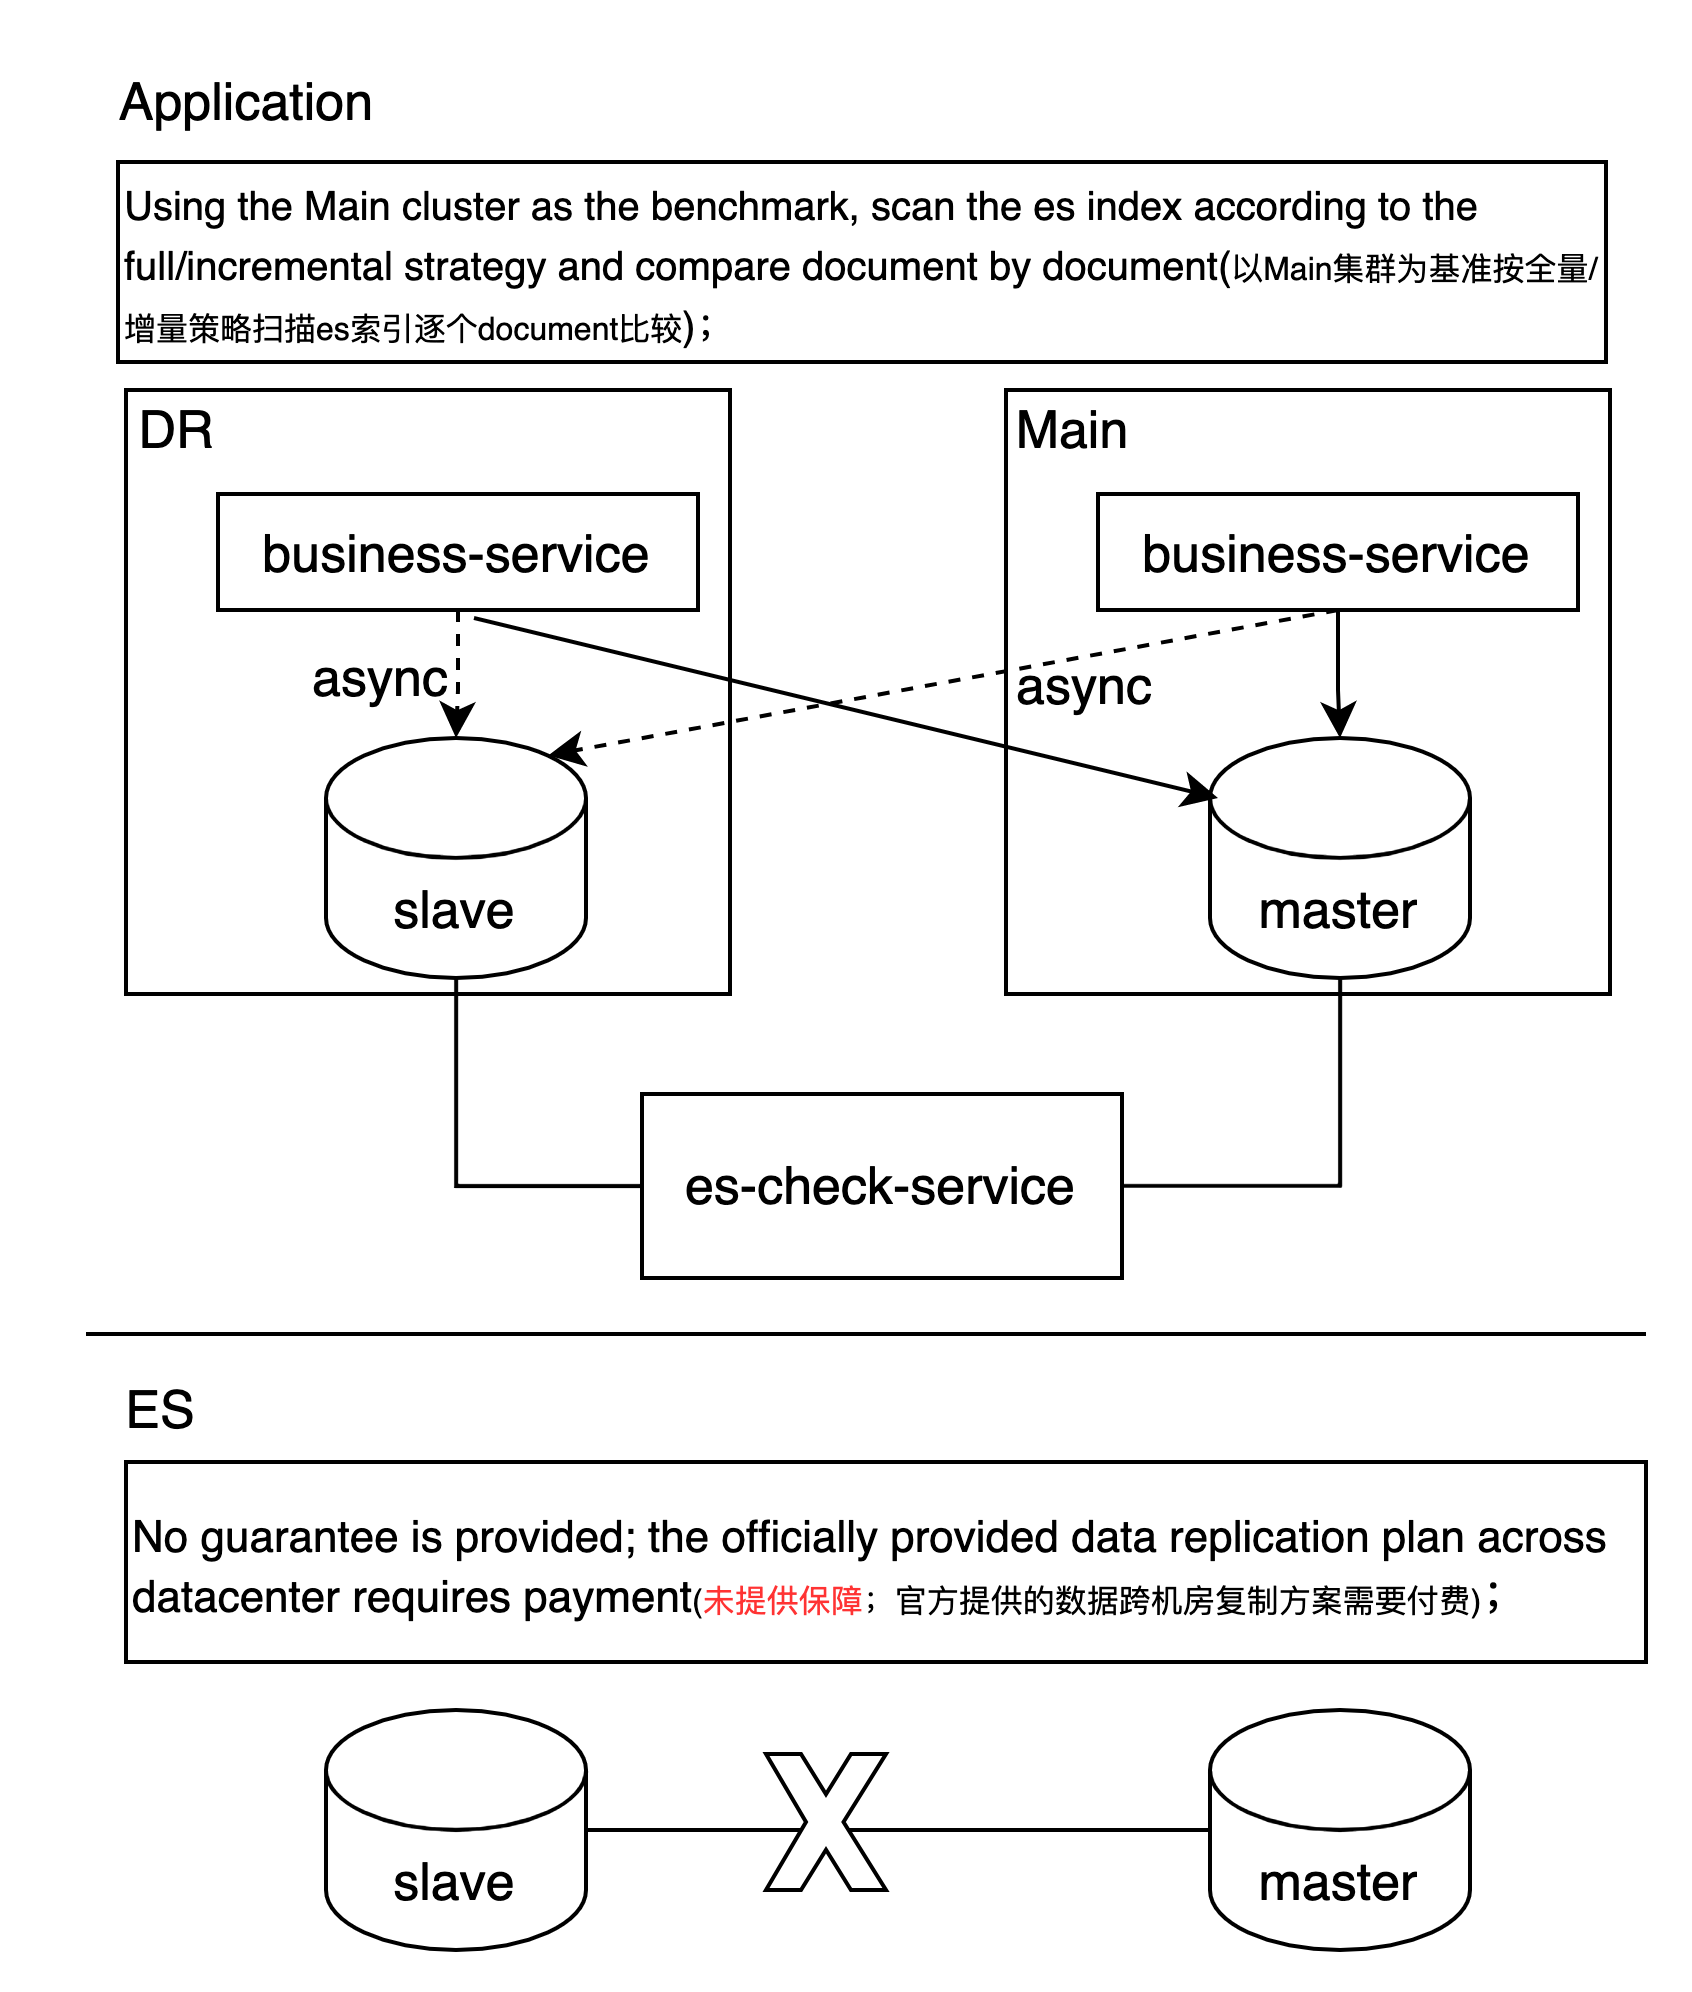 Application
Using the Main cluster as the benchmark, scan the es index according to the
full/incremental strategy and compare document by document(以Main集群为基准按全量/
增量策略扫描es索引逐个document比较)；
DR
Main
business-service
business-service
async
async
slave
master
es-check-service
ES
No guarantee is provided; the officially provided data replication plan across
datacenter requires payment(未提供保障；官方提供的数据跨机房复制方案需要付费)；
X
slave
master